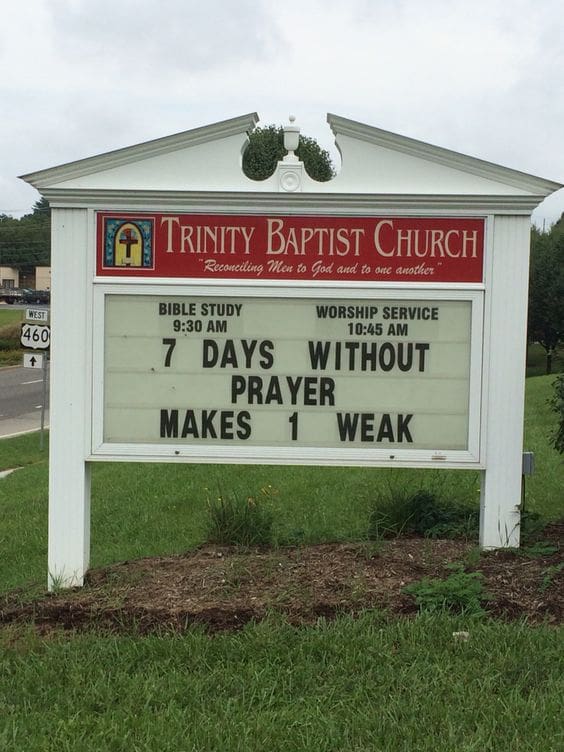 TRINITY BAPTIST CHURCH
"Reconciling Men to God and to one another"
BIBLE STUDY
9:30 AM
WORSHIP SERVICE
10:45 AM
7 DAYS WITHOUT
PRAYER
MAKES 1 WEAK
WEST
460